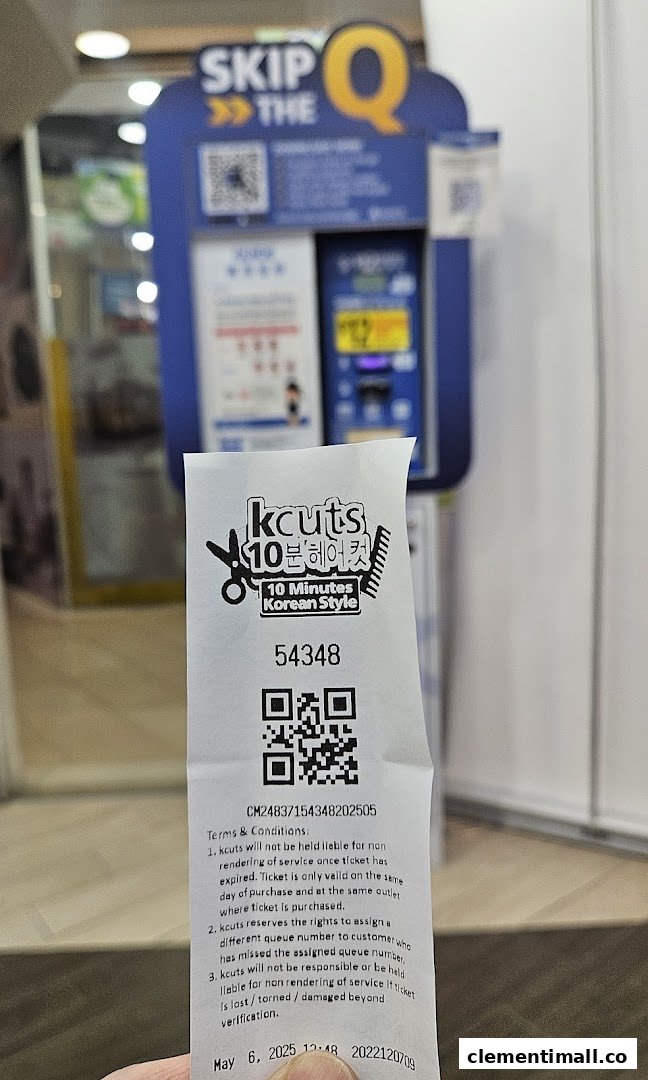 SKIP
THE
Q
kcuts
10분헤어컷
10 Minutes
Korean Style
54348
CM24837154348202505
Terms & Conditions:
1. kcuts will not be held liable for non
rendering of service once ticket has
expired. Ticket is only valid on the same
day of purchase and at the same outlet
where ticket is purchased.
2. kcuts reserves the rights to assign a
different queue number to customer who
has missed the assigned queue number.
3. kcuts will not be responsible or be held
liable for non rendering of service if ticket
is lost / torned / damaged beyond
verification.
May 6, 2025 12:48 2022120709
clementimall.co